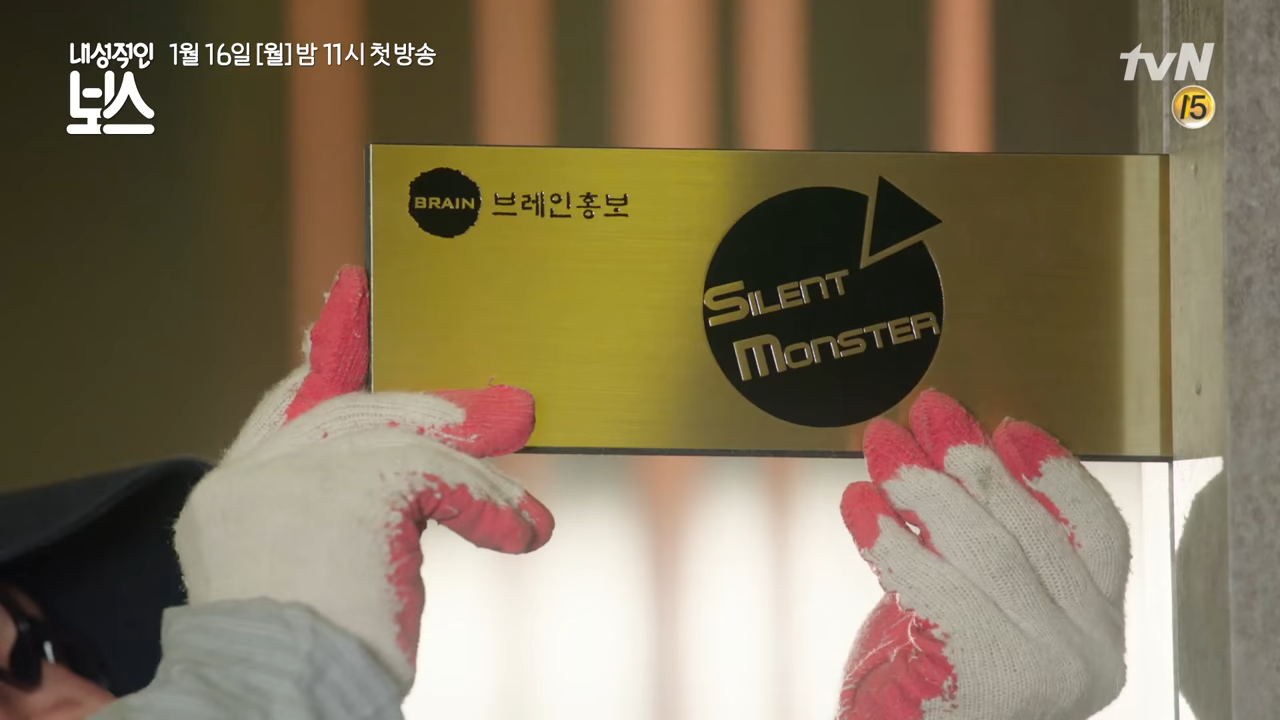 내성적인
보스
1월 16일 [월] 밤 11시 첫 방송
tvN
15
BRAIN
브레인홍보
SILENT
MONSTER